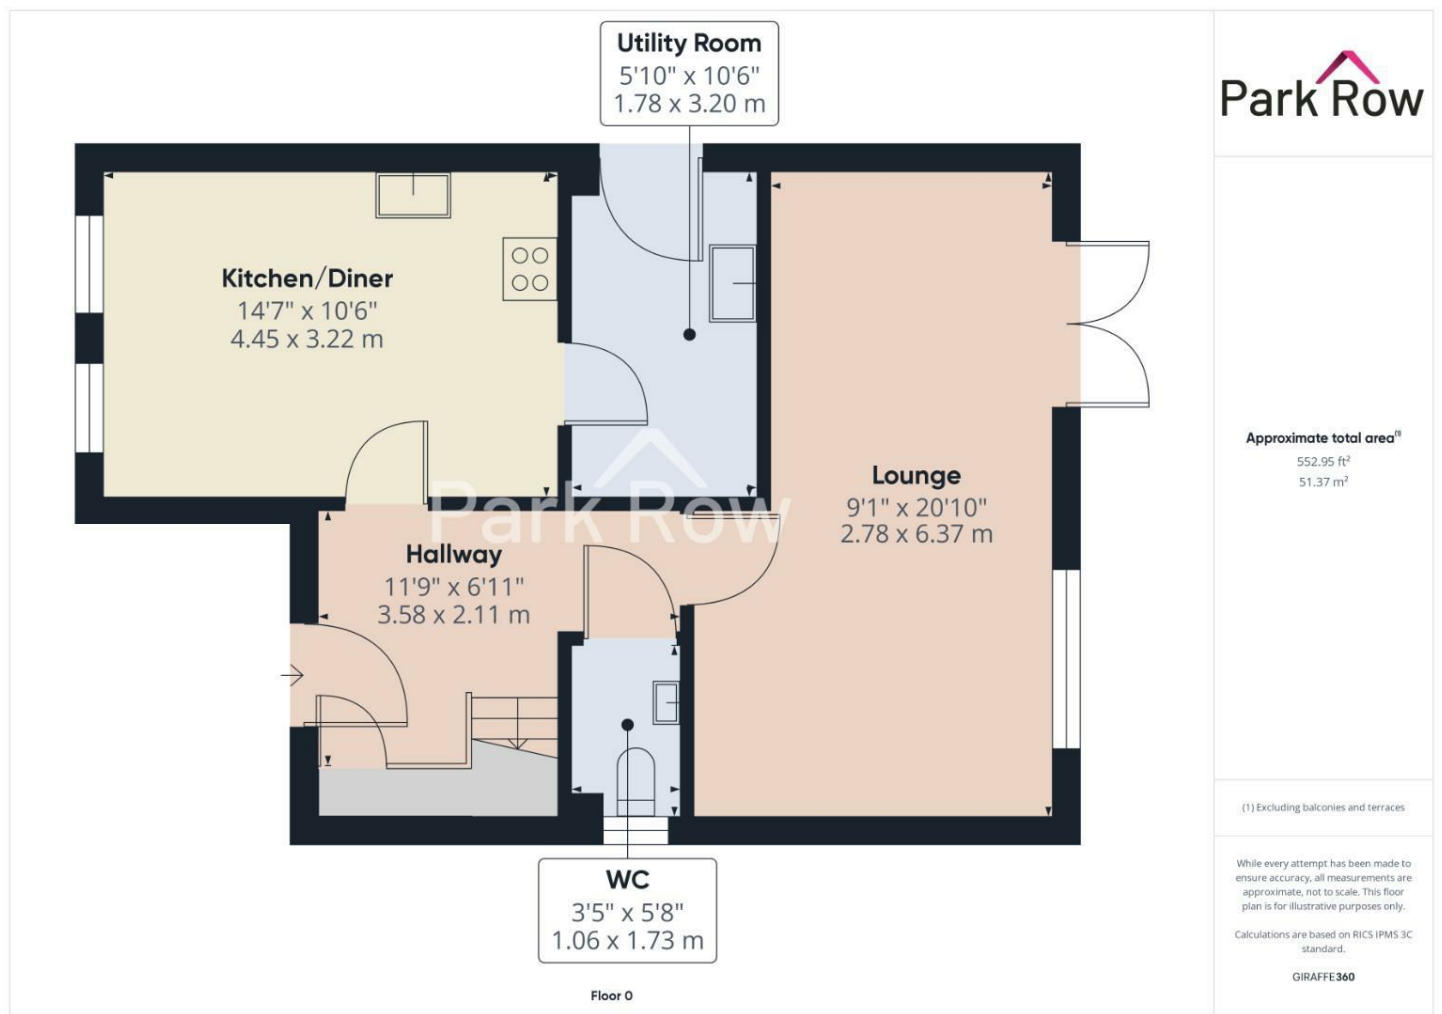 Utility Room
5'10" x 10'6"
1.78 x 3.20 m
Kitchen/Diner
14'7" x 10'6"
4.45 x 3.22 m
Lounge
9'1" x 20'10"
2.78 x 6.37 m
Park Row
Hallway
11'9" x 6'11"
3.58 x 2.11 m
WC
3'5" x 5'8"
1.06 x 1.73 m
Floor 0
Park Row
Approximate total area⁽¹⁾
552.95 ft²
51.37 m²
(1) Excluding balconies and terraces
While every attempt has been made to
ensure accuracy, all measurements are
approximate, not to scale. This floor
plan is for illustrative purposes only.
Calculations are based on RICS IPMS 3C
standard.
GIRAFFE360